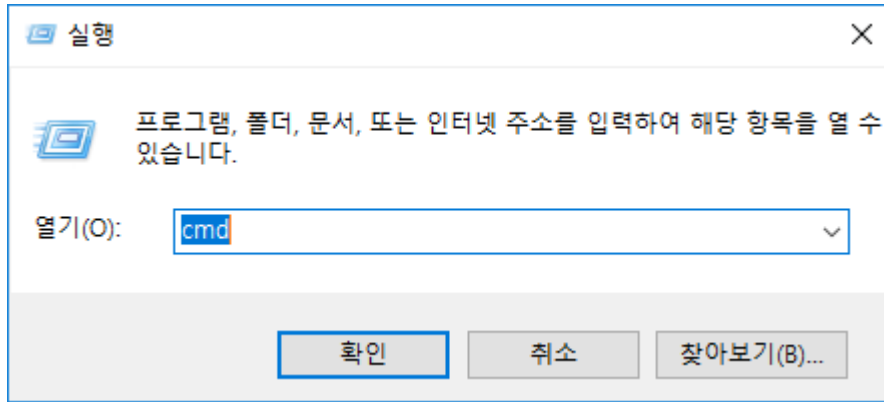 실행
프로그램, 폴더, 문서, 또는 인터넷 주소를 입력하여 해당 항목을 열 수
있습니다.
열기(O): cmd
확인 취소 찾아보기(B)...